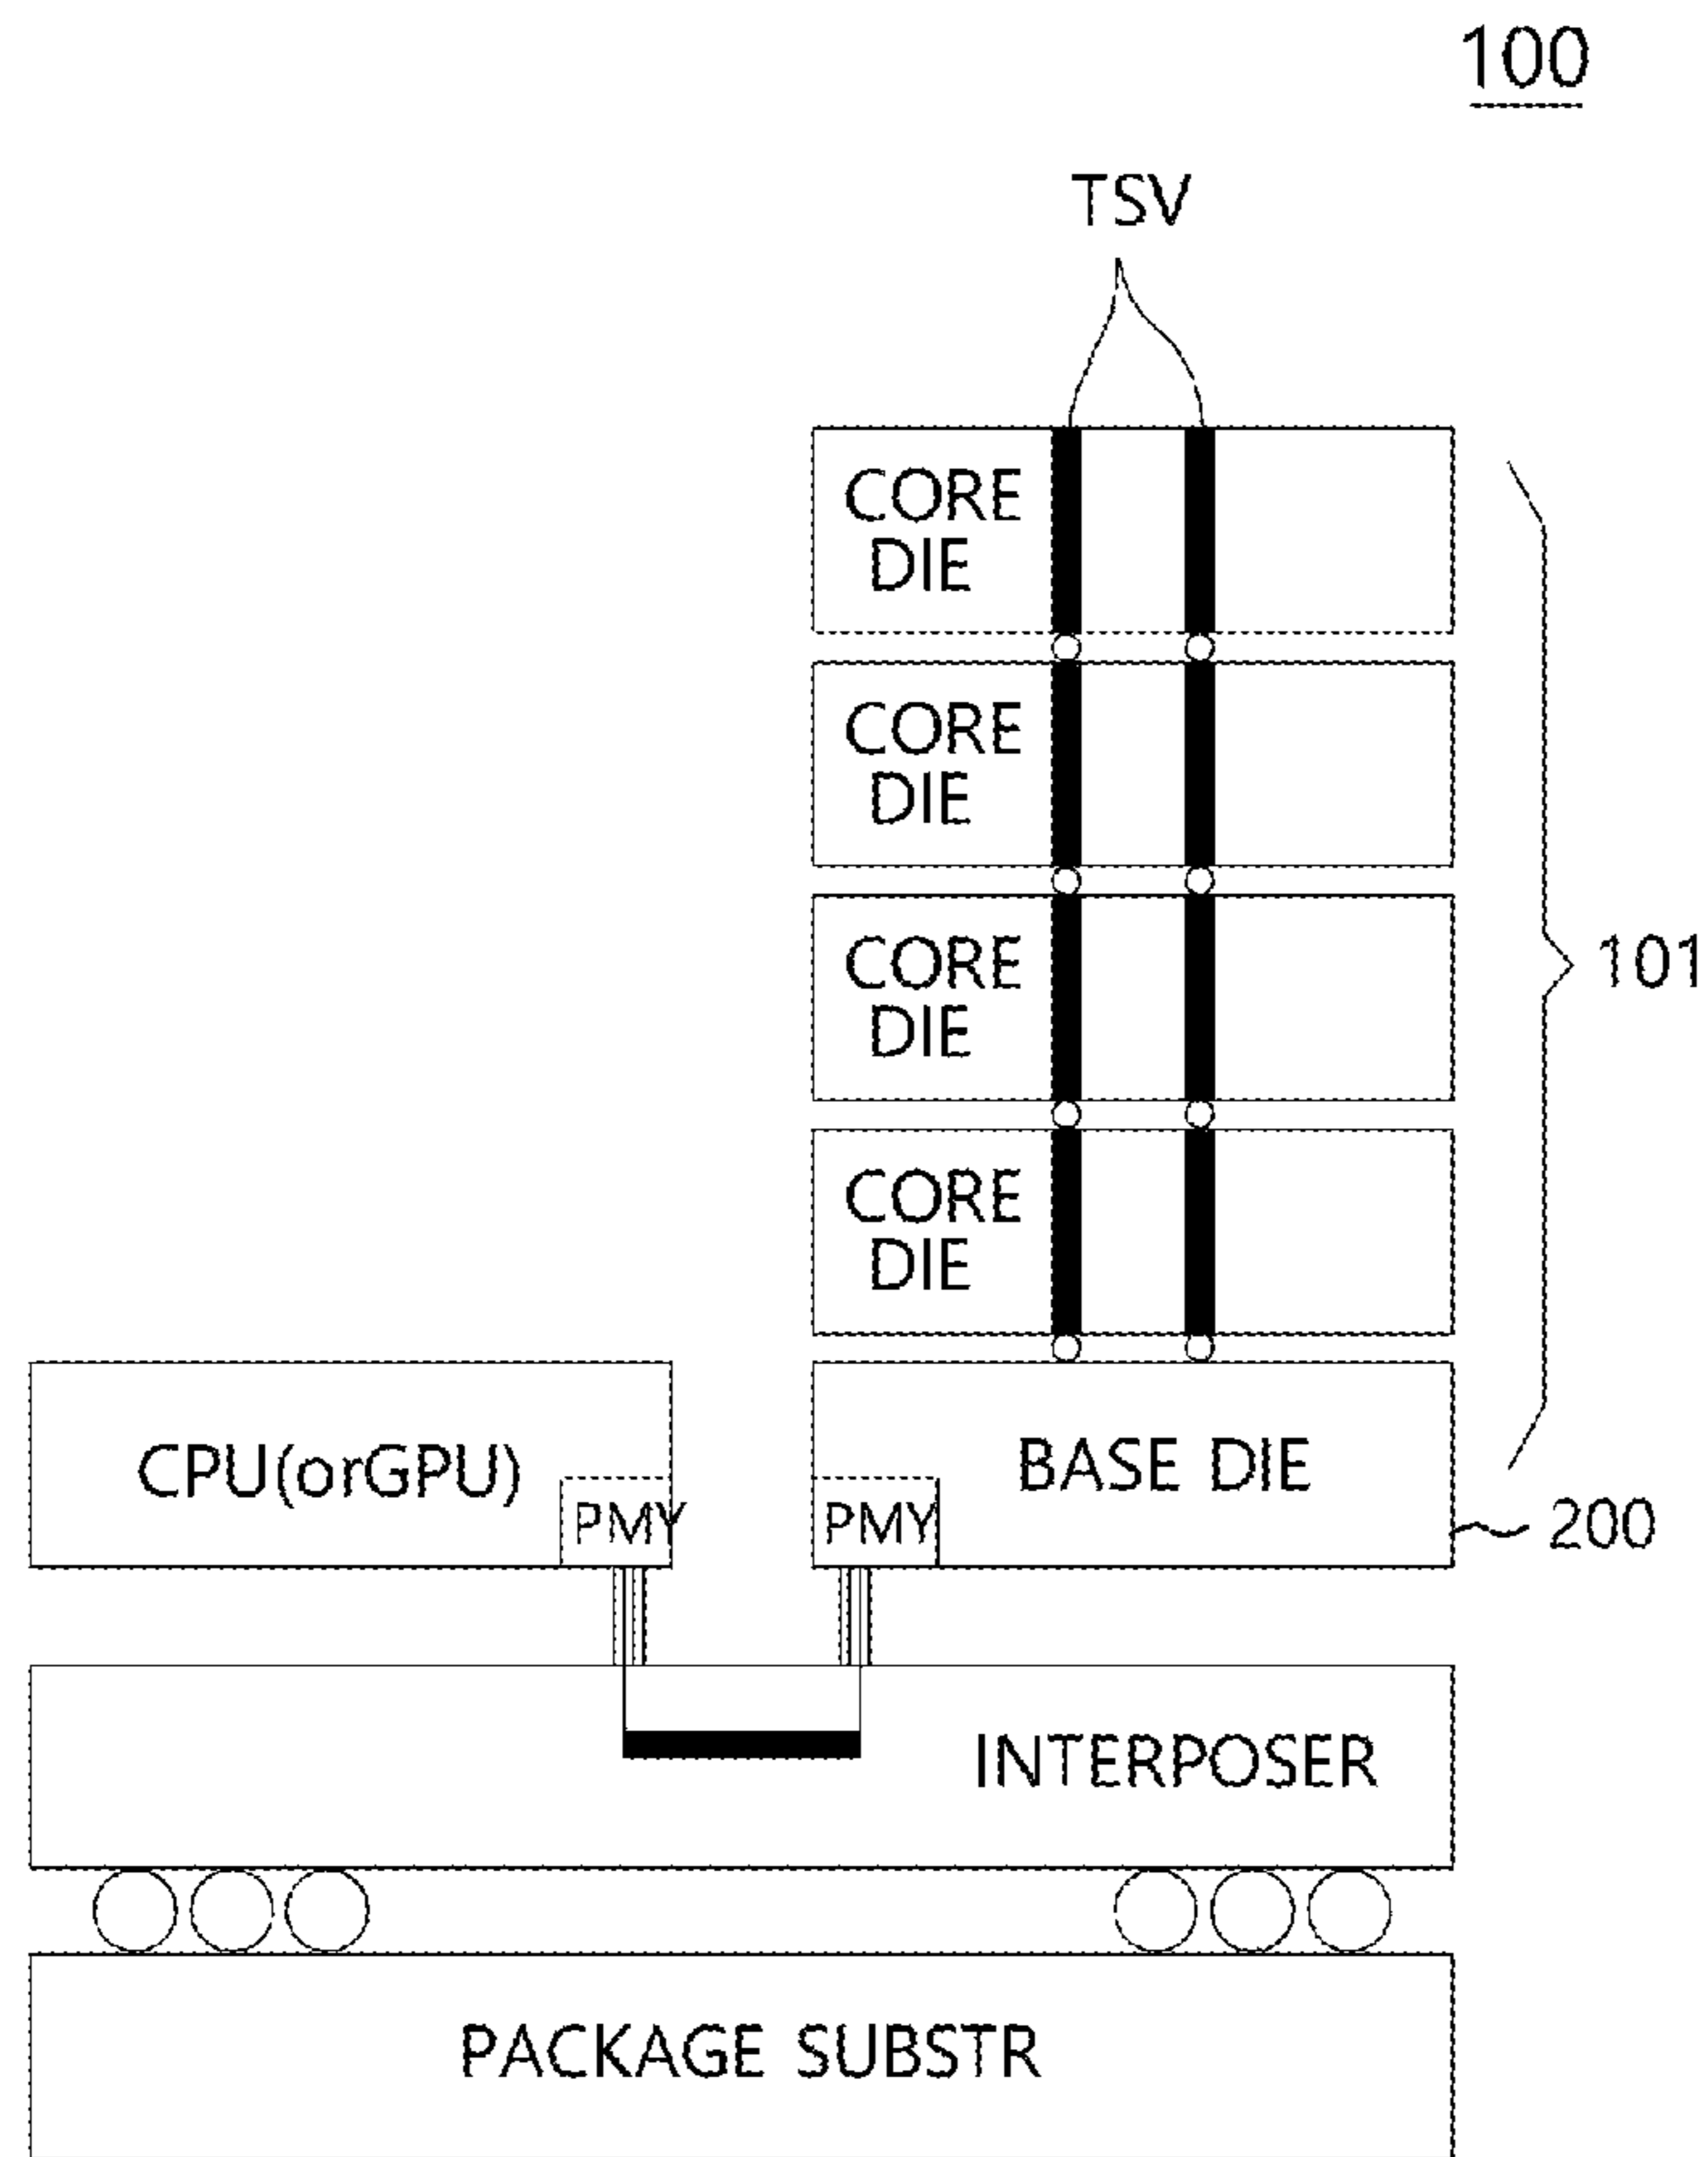 100
TSV
CORE
DIE
CORE
DIE
CORE
DIE
101
CORE
DIE
CPU(orGPU)
PMY
PMY
BASE DIE
200
INTERPOSER
PACKAGE SUBSTR